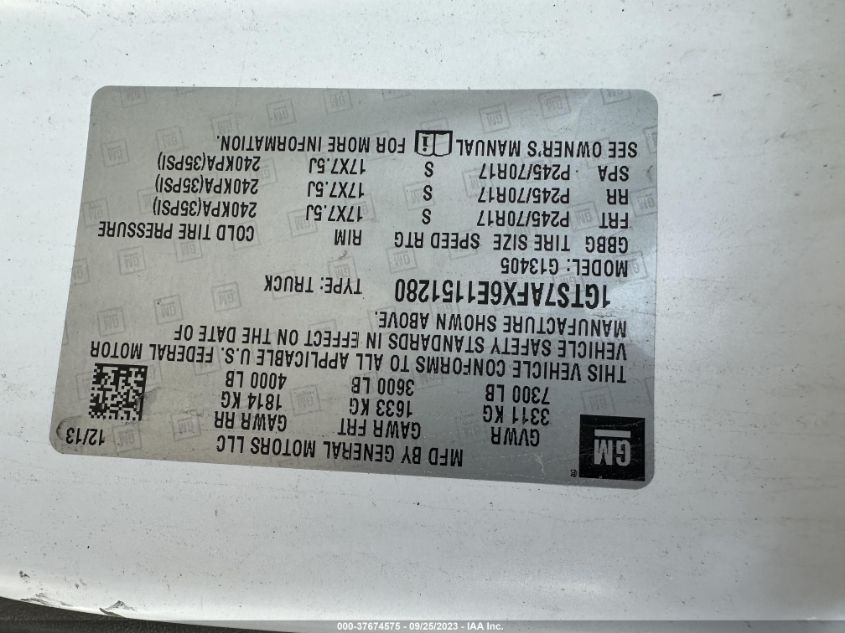 MFD BY GENERAL MOTORS LLC 12/13
GM
GVWR GAWR FRT GAWR RR
3311 KG 1633 KG 1814 KG
7300 LB 3600 LB 4000 LB
THIS VEHICLE CONFORMS TO ALL APPLICABLE U.S. FEDERAL MOTOR
VEHICLE SAFETY STANDARDS IN EFFECT ON THE DATE OF
MANUFACTURE SHOWN ABOVE.
1GTS7AFX6E1151280 TYPE: TRUCK
MODEL: G13405
GBBG TIRE SIZE SPEED RTG RIM COLD TIRE PRESSURE
FRT P245/70R17 S 17X7.5J 240KPA(35PSI)
RR P245/70R17 S 17X7.5J 240KPA(35PSI)
SPA P245/70R17 S 17X7.5J 240KPA(35PSI)
SEE OWNER'S MANUAL FOR MORE INFORMATION.
000-37674575 - 09/25/2023 - IAA Inc.